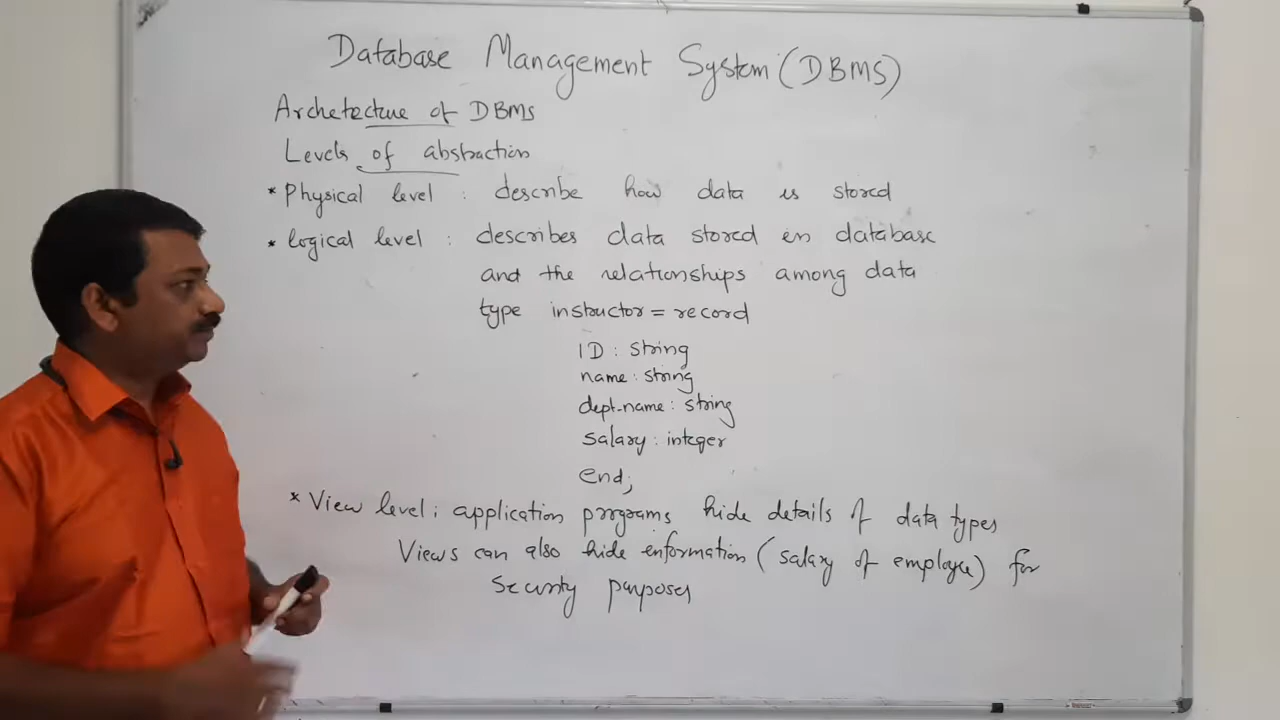 Database Management System (DBMS)
Archetecture of DBMS
Levels of abstraction
* Physical level : describe how data is stored
* logical level : describes data stored in database
and the relationships among data
type instructor = record
ID : string
name : string
dept-name : string
salary : integer
end;
* View level : application programs hide details of data types
Views can also hide information (salary of employee) for
Security purposes